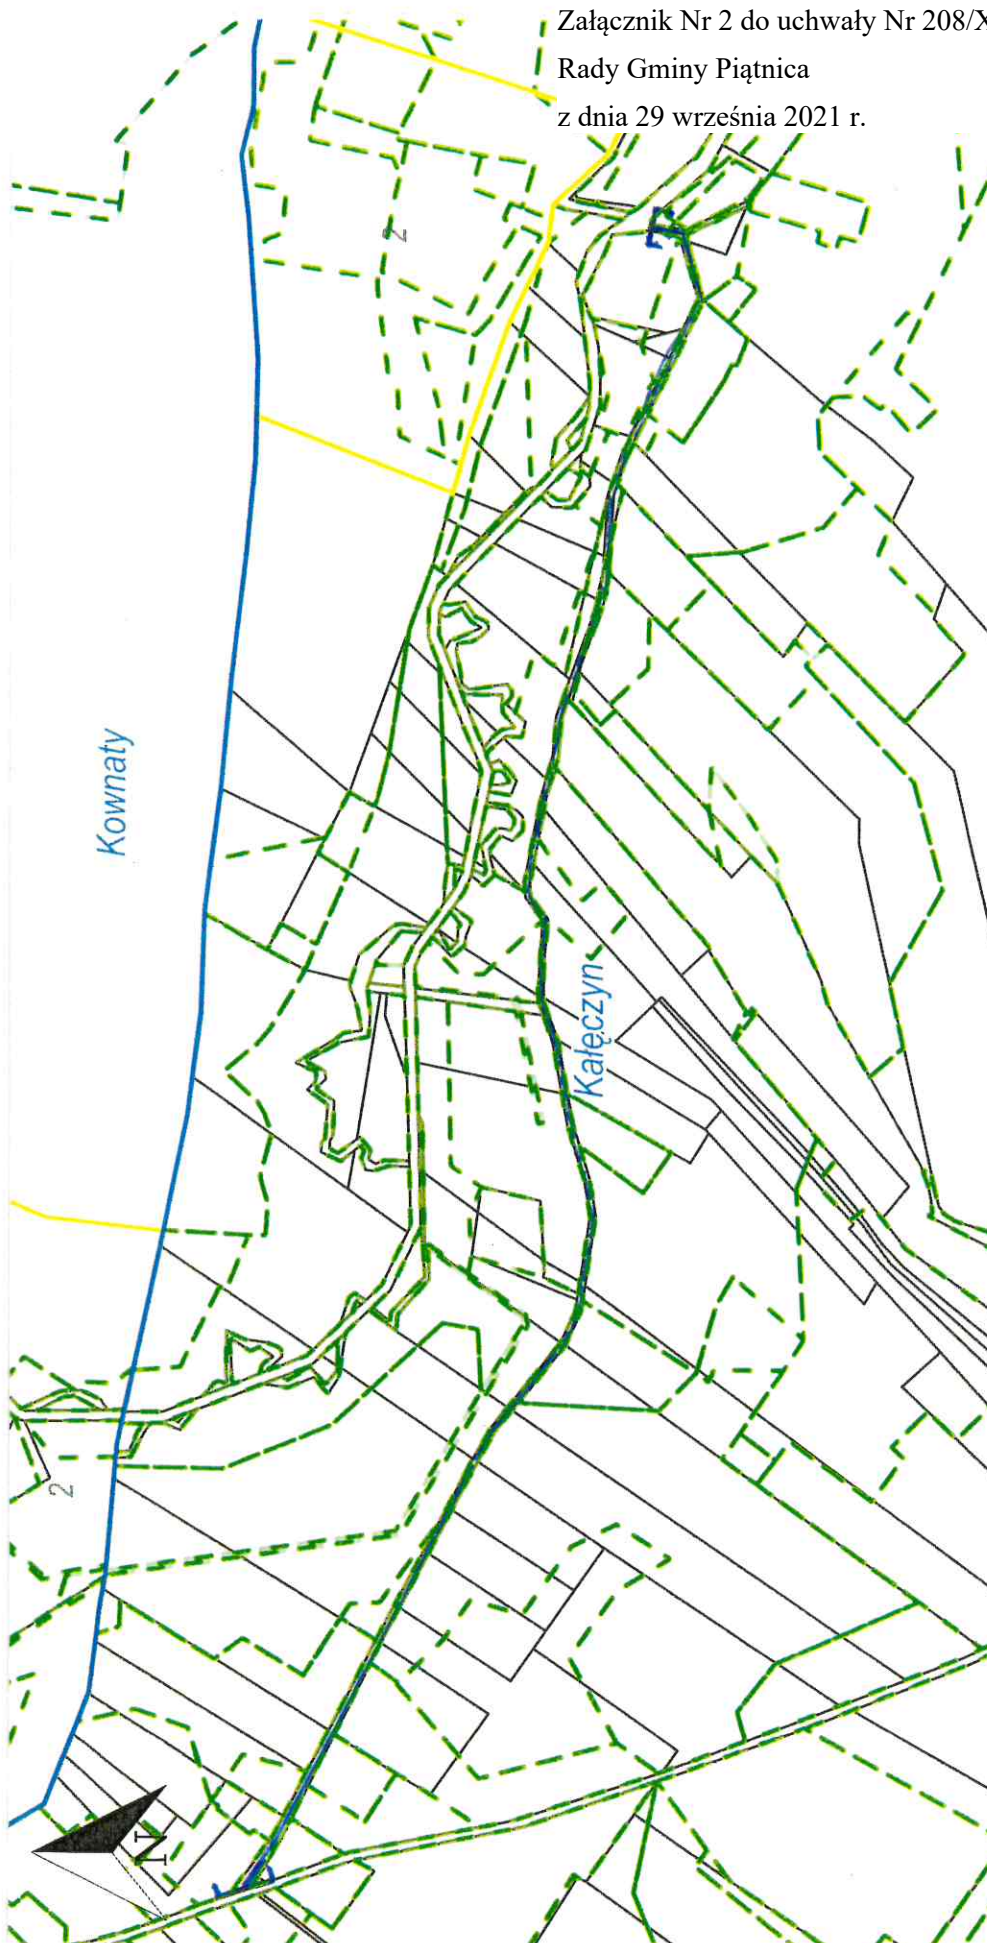 Załącznik Nr 2 do uchwały Nr 208/X
Rady Gminy Piątnica
z dnia 29 września 2021 r.
2
Kownaty
Kałęczyn
2
N